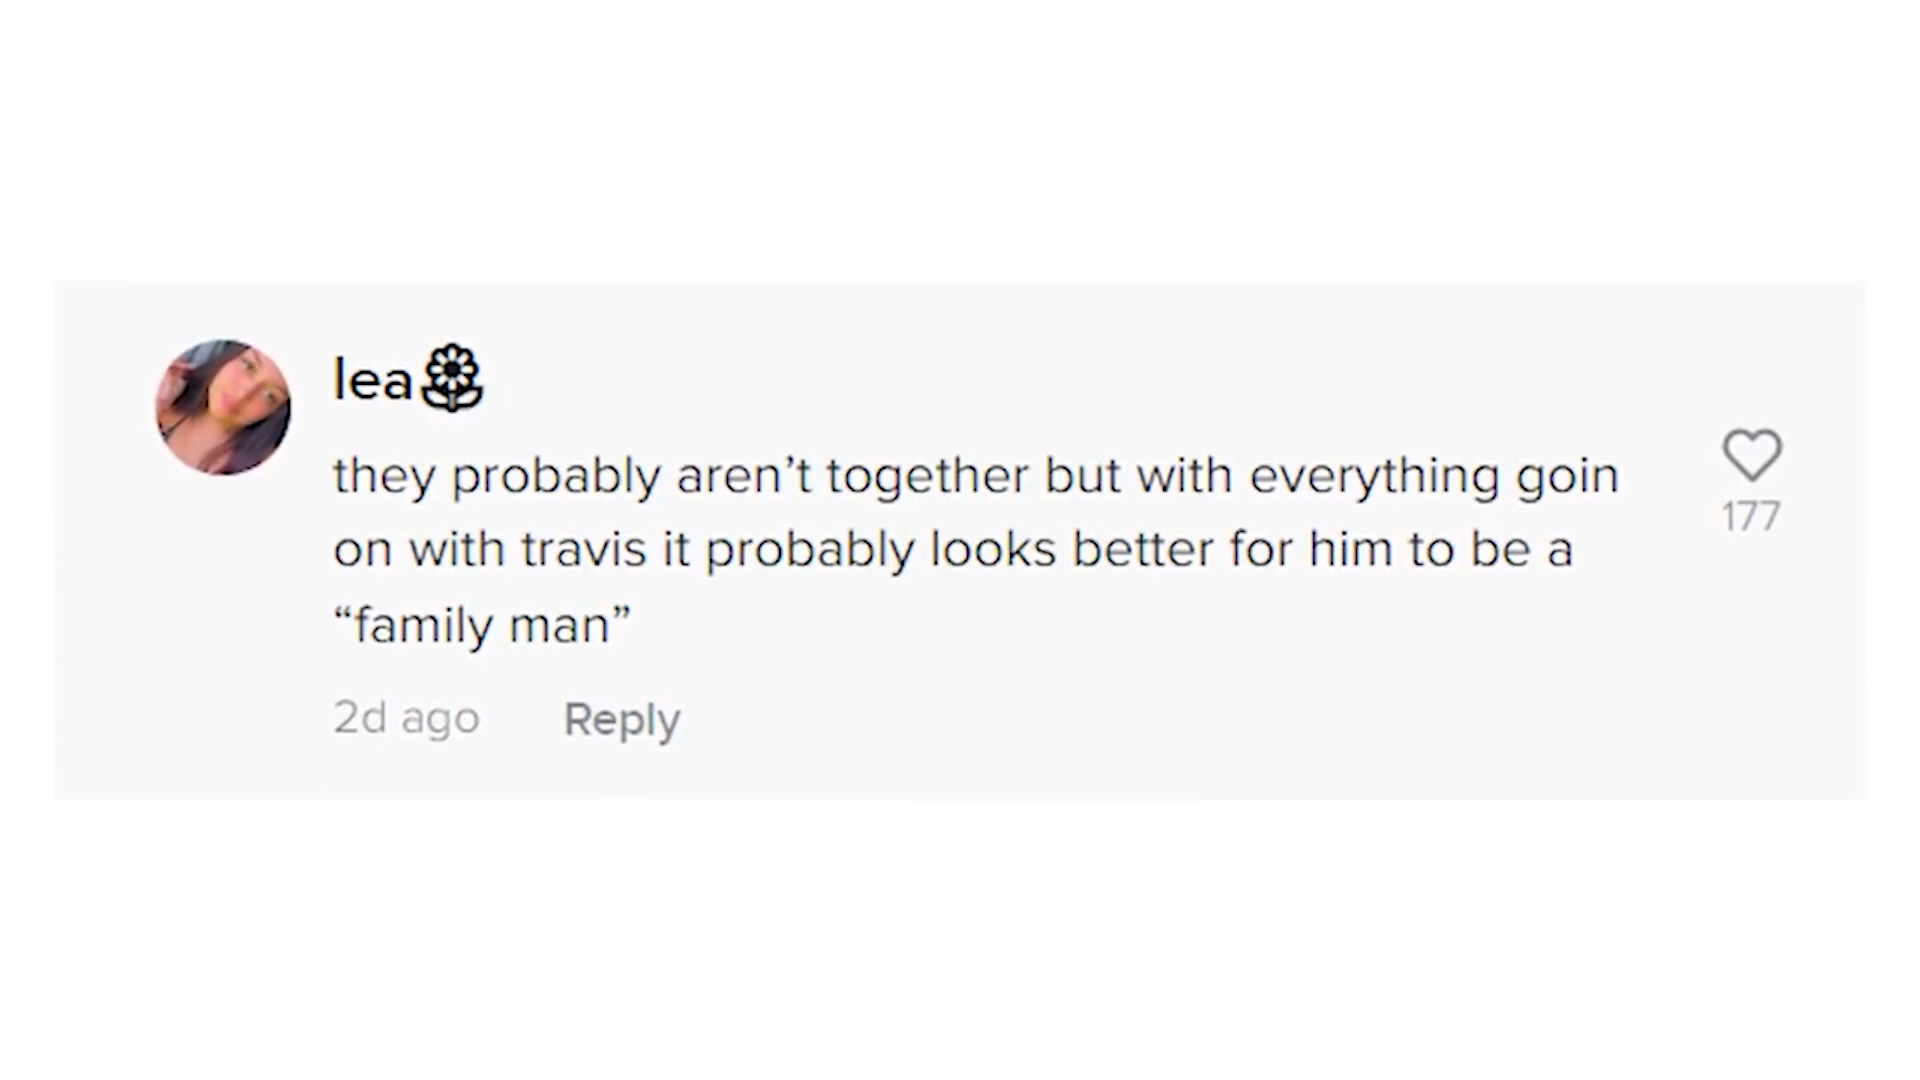 lea
they probably aren’t together but with everything goin
on with travis it probably looks better for him to be a
“family man”
177
2d ago Reply